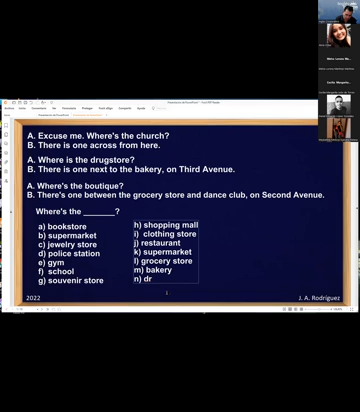 A. Excuse me. Where's the church?
B. There is one across from here.
A. Where is the drugstore?
B. There is one next to the bakery, on Third Avenue.
A. Where is the boutique?
B. There's one between the grocery store and dance club, on Second Avenue.
Where's the _______?
a) bookstore
b) supermarket
c) jewelry store
d) police station
e) gym
f) school
g) souvenir store
h) shopping mall
i) clothing store
j) restaurant
k) supermarket
l) grocery store
m) bakery
n) dr
2022
J. A. Rodríguez